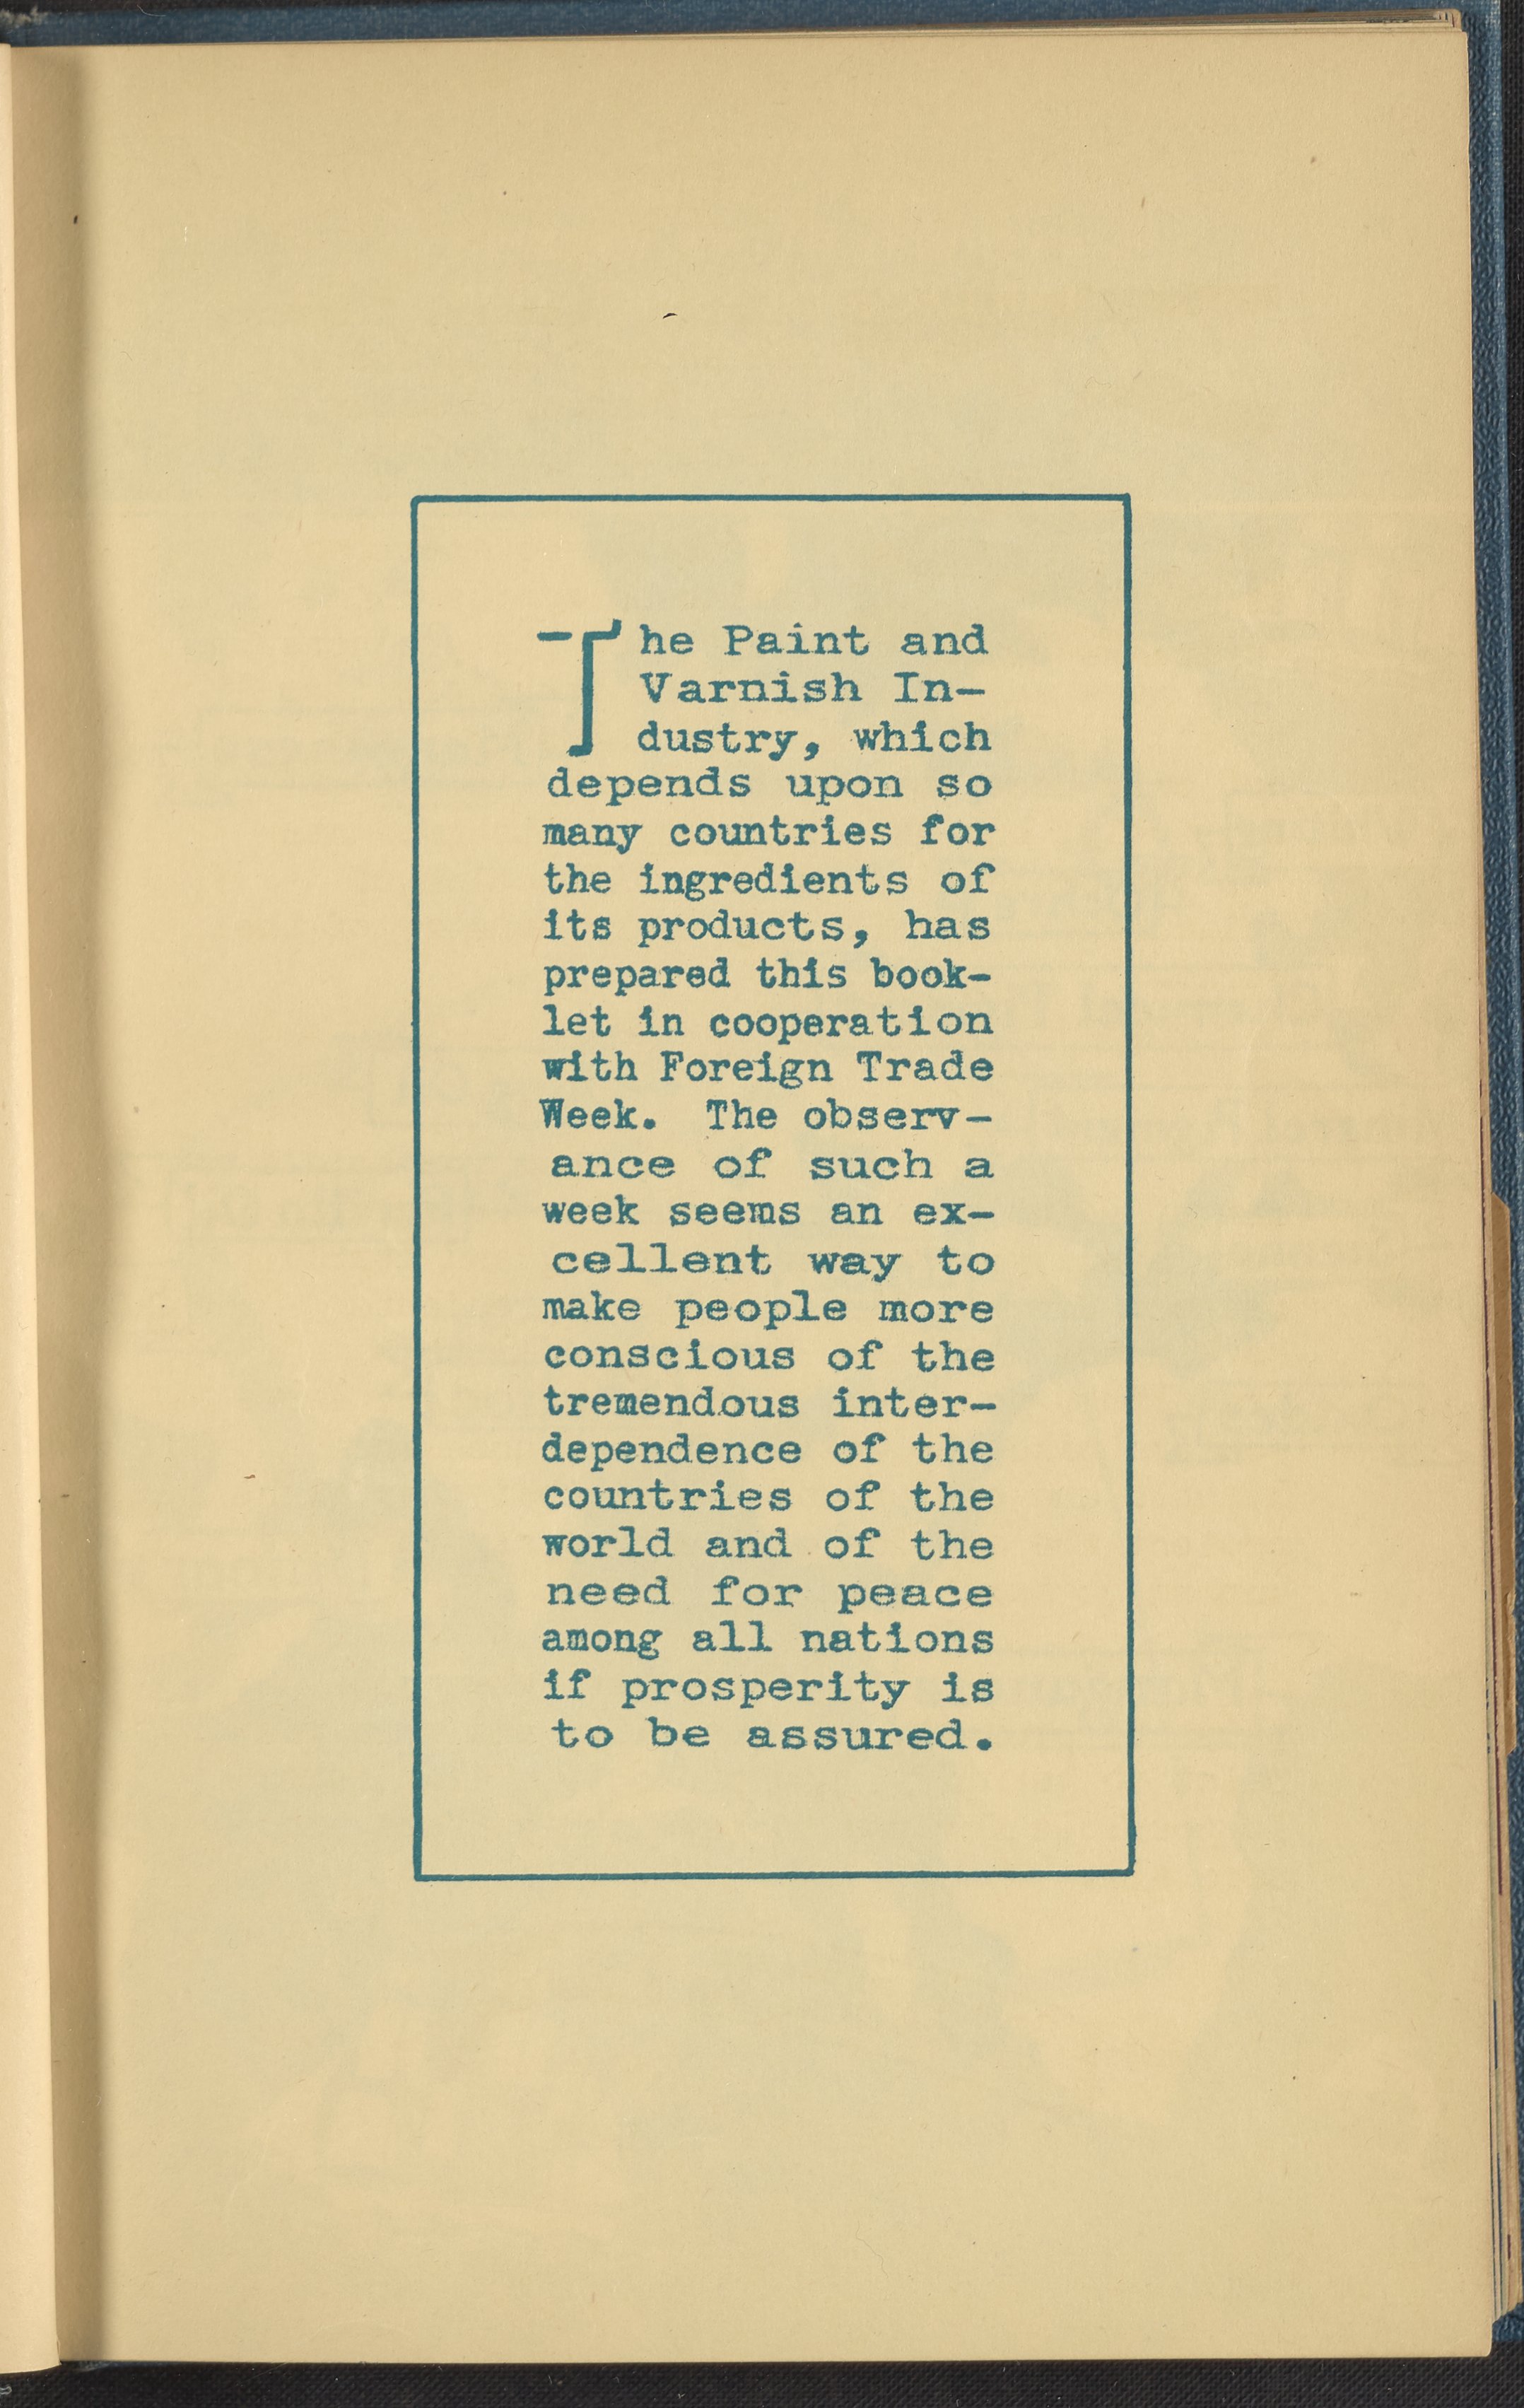 The Paint and
Varnish In-
dustry, which
depends upon so
many countries for
the ingredients of
its products, has
prepared this book-
let in cooperation
with Foreign Trade
Week. The observ-
ance of such a
week seems an ex-
cellent way to
make people more
conscious of the
tremendous inter-
dependence of the
countries of the
world and of the
need for peace
among all nations
if prosperity is
to be assured.